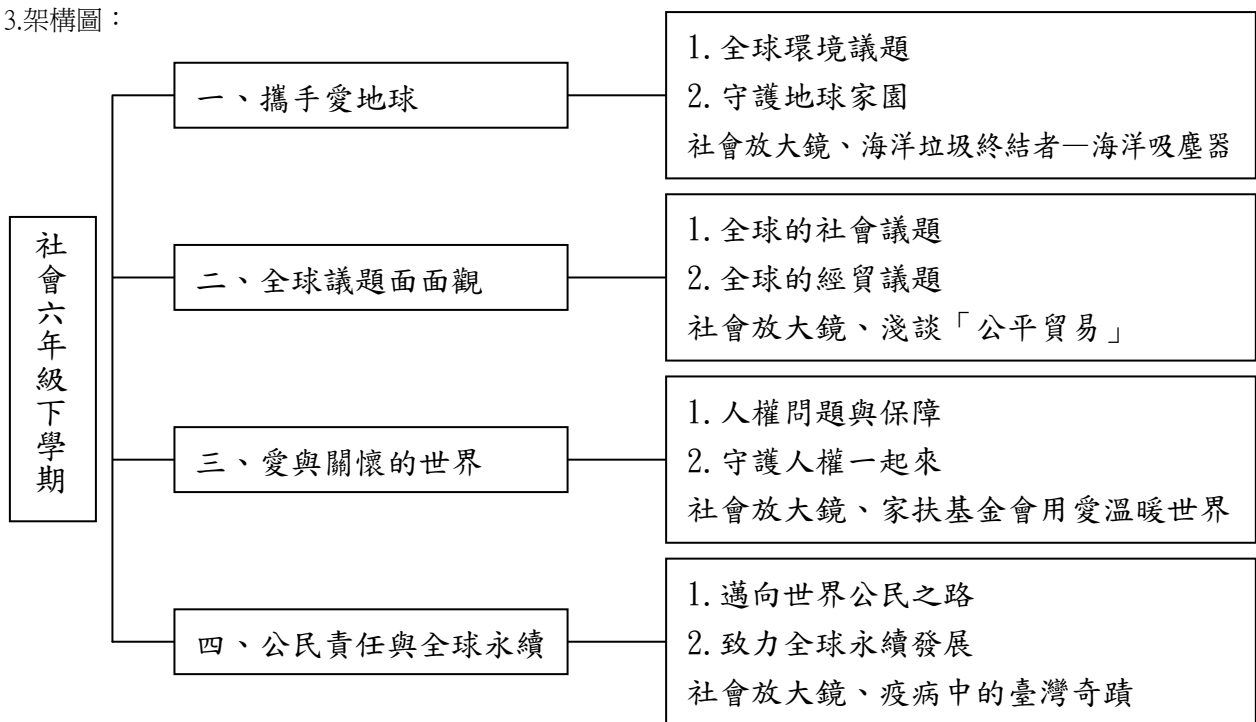 3.架構圖：
社會六年級下學期
一、攜手愛地球
1.全球環境議題
2.守護地球家園
社會放大鏡、海洋垃圾終結者—海洋吸塵器
二、全球議題面面觀
1.全球的社會議題
2.全球的經貿議題
社會放大鏡、淺談「公平貿易」
三、愛與關懷的世界
1.人權問題與保障
2.守護人權一起來
社會放大鏡、家扶基金會用愛溫暖世界
四、公民責任與全球永續
1.邁向世界公民之路
2.致力全球永續發展
社會放大鏡、疫病中的臺灣奇蹟